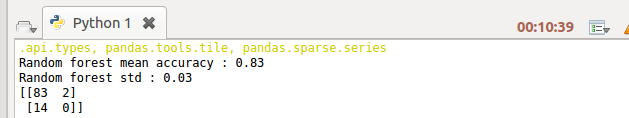 Python 1
00:10:39
.api.types, pandas.tools.tile, pandas.sparse.series
Random forest mean accuracy : 0.83
Random forest std : 0.03
[[83  2]
 [14  0]]